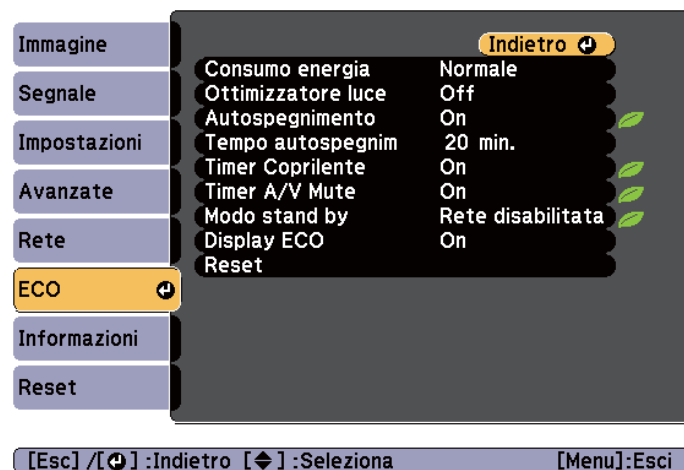 Immagine
Segnale
Impostazioni
Avanzate
Rete
ECO
Informazioni
Reset
Indietro
Consumo energia Normale
Ottimizzatore luce Off
Autospegnimento On
Tempo autospegnim 20 min.
Timer Coprilente On
Timer A/V Mute On
Modo stand by Rete disabilitata
Display ECO On
Reset
[Esc] /[⏎] :Indietro [◆] :Seleziona [Menu]:Esci